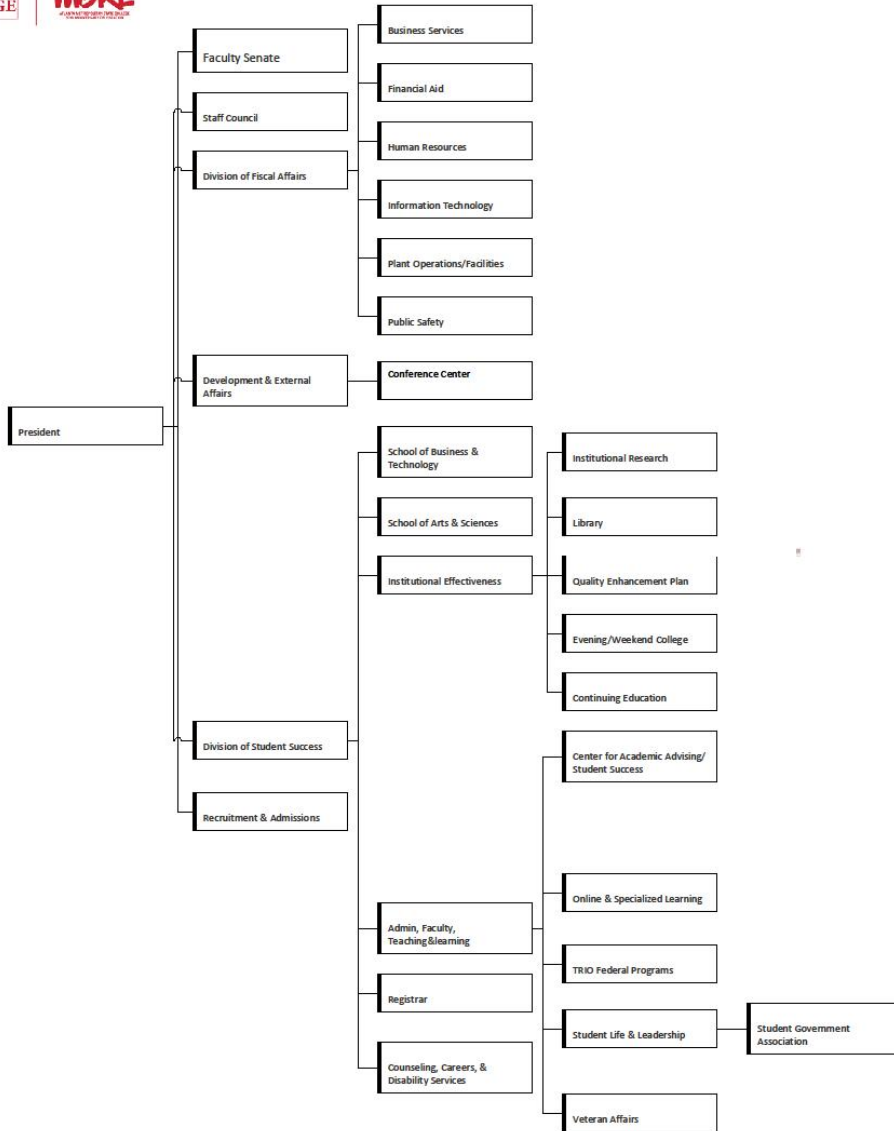 GE
MORE
Business Services
Faculty Senate
Financial Aid
Staff Council
Human Resources
Division of Fiscal Affairs
Information Technology
Plant Operations/Facilities
Public Safety
Conference Center
Development & External
Affairs
President
School of Business &
Technology
Institutional Research
School of Arts & Sciences
Library
Institutional Effectiveness
Quality Enhancement Plan
Evening/Weekend College
Continuing Education
Division of Student Success
Center for Academic Advising/
Student Success
Recruitment & Admissions
Online & Specialized Learning
Admin, Faculty,
Teaching&learning
TRIO Federal Programs
Registrar
Student Life & Leadership
Student Government
Association
Counseling, Careers, &
Disability Services
Veteran Affairs